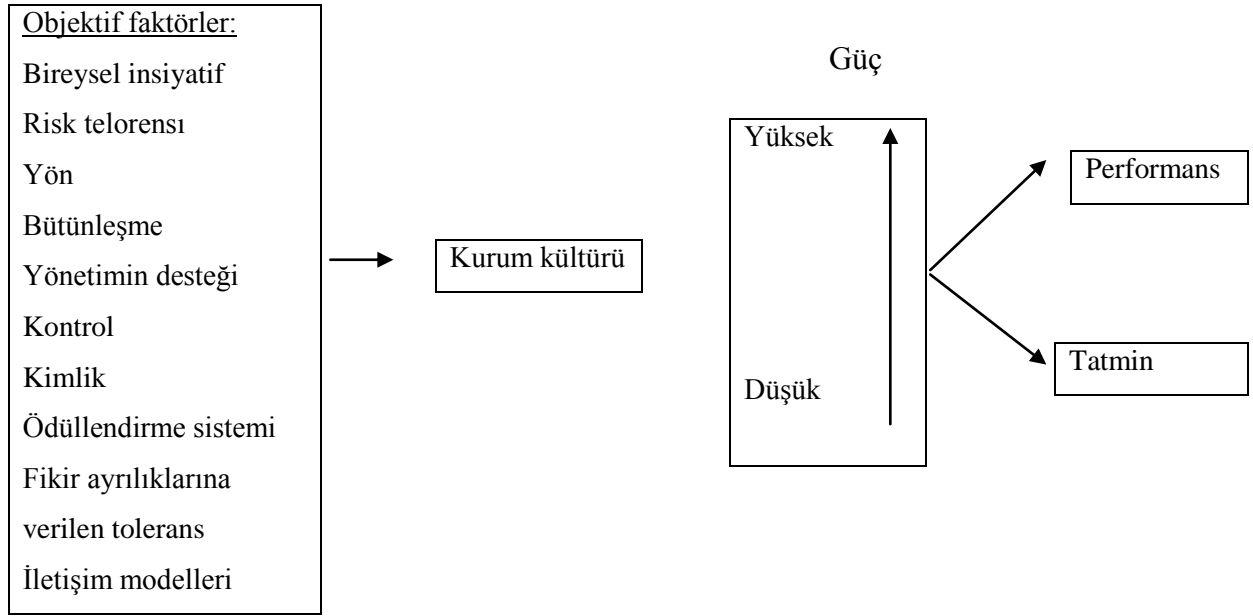 Objektif faktörler:
Bireysel insiyatif
Risk telorensı
Yön
Bütünleşme
Yönetimin desteği
Kontrol
Kimlik
Ödüllendirme sistemi
Fikir ayrılıklarına
verilen tolerans
İletişim modelleri
Kurum kültürü
Güç
Yüksek
Düşük
Performans
Tatmin